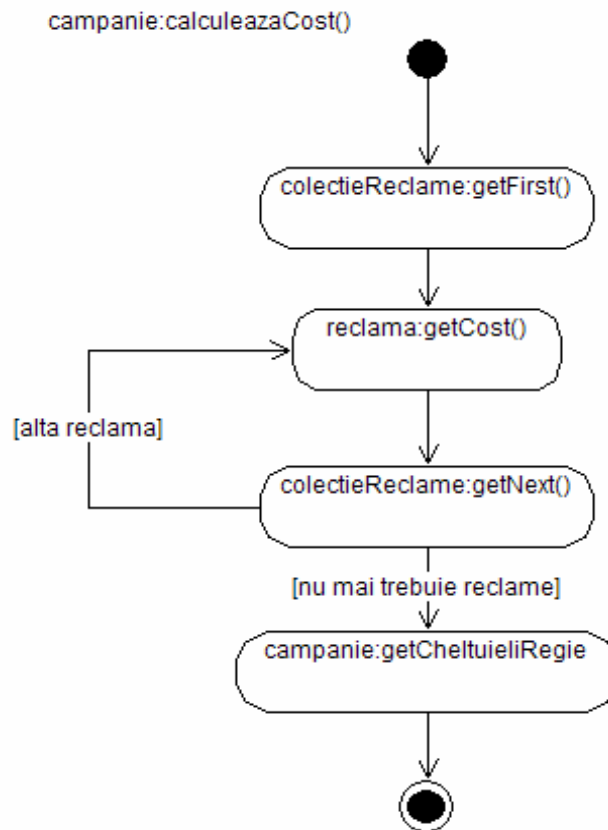 campanie:calculeazaCost()
colectieReclame:getFirst()
reclama:getCost()
[alta reclama]
colectieReclame:getNext()
[nu mai trebuie reclame]
campanie:getCheltuieliRegie